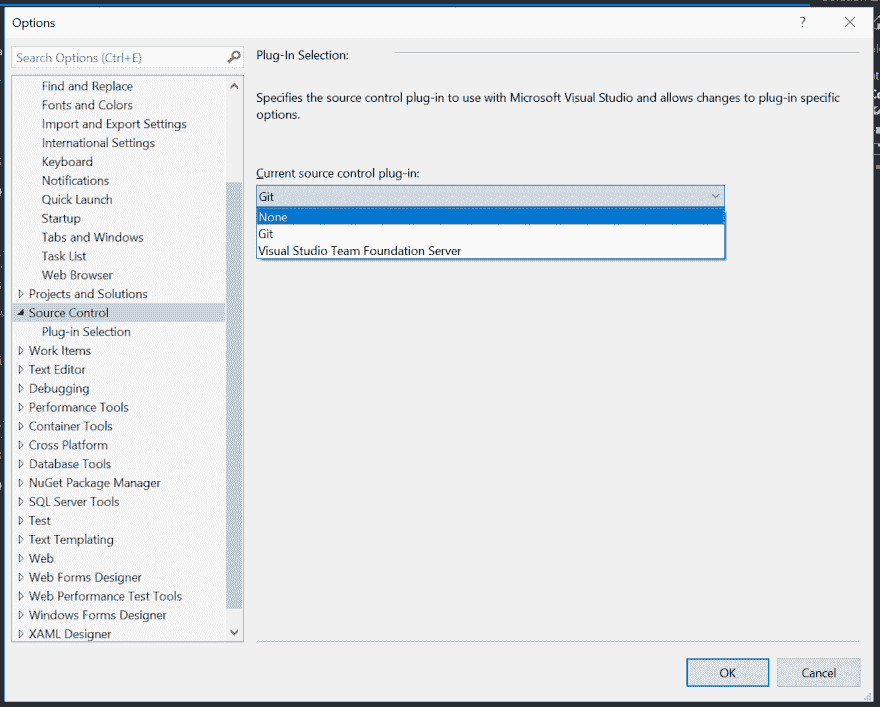 Options
?
Search Options (Ctrl+E)
Find and Replace
Fonts and Colors
Import and Export Settings
International Settings
Keyboard
Notifications
Quick Launch
Startup
Tabs and Windows
Task List
Web Browser
Projects and Solutions
Source Control
Plug-in Selection
Work Items
Text Editor
Debugging
Performance Tools
Container Tools
Cross Platform
Database Tools
NuGet Package Manager
SQL Server Tools
Test
Text Templating
Web
Web Forms Designer
Web Performance Test Tools
Windows Forms Designer
XAML Designer
Plug-In Selection:
Specifies the source control plug-in to use with Microsoft Visual Studio and allows changes to plug-in specific
options.
Current source control plug-in:
Git
None
Git
Visual Studio Team Foundation Server
OK
Cancel